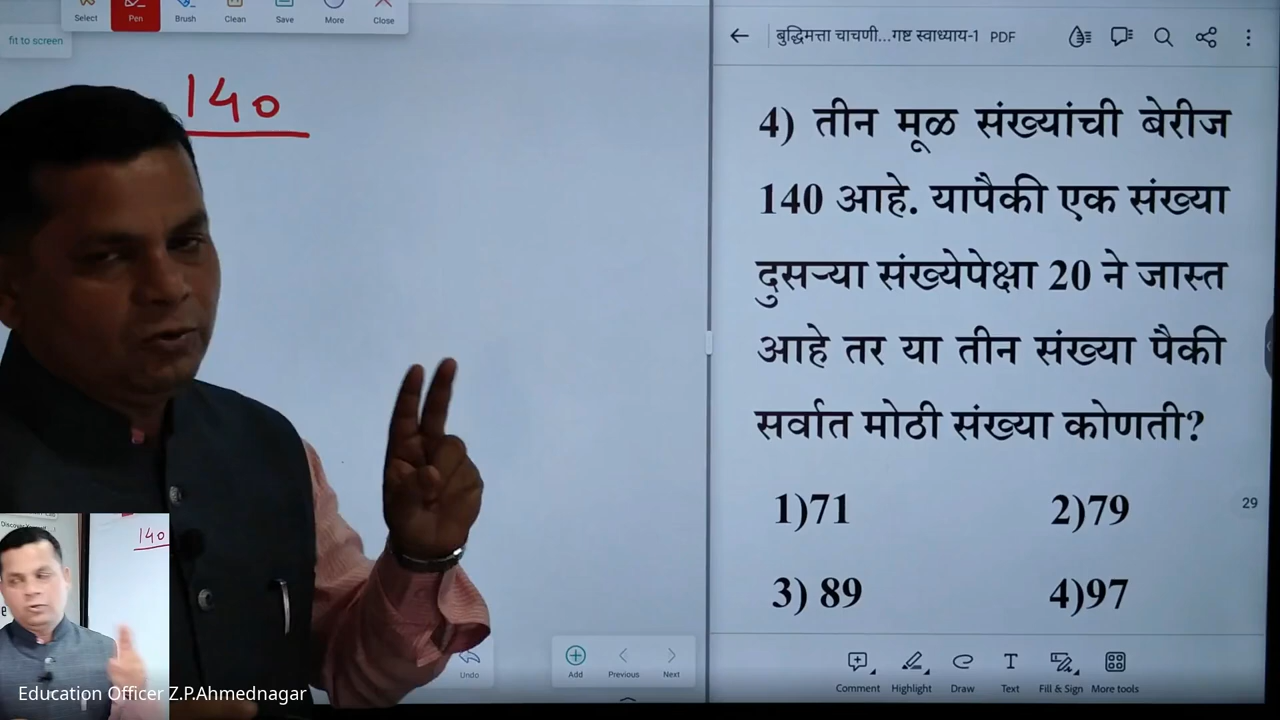 Select Pen Brush Clean Save More Close
fit to screen
140
बुद्धिमत्ता चाचणी...गष्ट स्वाध्याय-1 PDF
4) तीन मूळ संख्यांची बेरीज
140 आहे. यापैकी एक संख्या
दुसऱ्या संख्येपेक्षा 20 ने जास्त
आहे तर या तीन संख्या पैकी
सर्वात मोठी संख्या कोणती?
1)71 2)79
29
3) 89 4)97
Undo Add Previous Next
Comment Highlight Draw Text Fill & Sign More tools
140
Education Officer Z.P.Ahmednagar